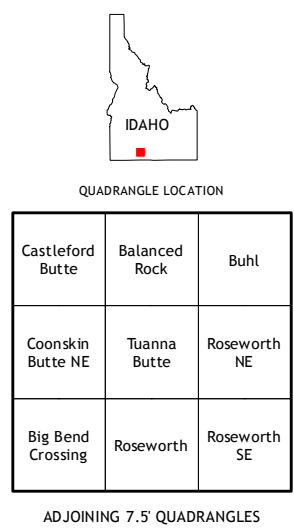 IDAHO
QUADRANGLE LOCATION
Castleford
Butte
Balanced
Rock
Buhl
Coonskin
Butte NE
Tuanna
Butte
Roseworth
NE
Big Bend
Crossing
Roseworth
Roseworth
SE
ADJOINING 7.5' QUADRANGLES